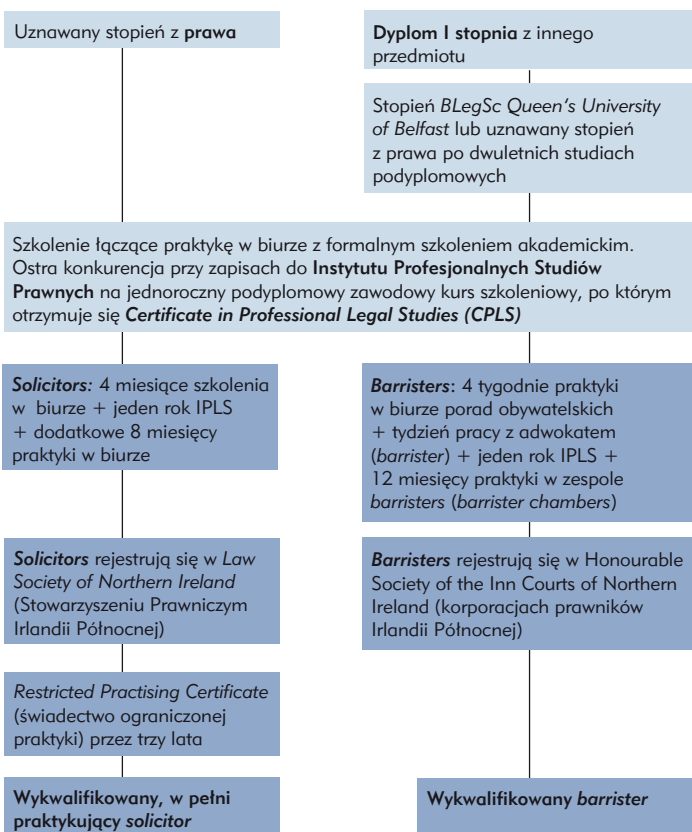 Uznawany stopień z prawa
Dyplom I stopnia z innego
przedmiotu
Stopień BLegSc Queen's University
of Belfast lub uznawany stopień
z prawa po dwuletnich studiach
podyplomowych
Szkolenie łączące praktykę w biurze z formalnym szkoleniem akademickim.
Ostra konkurencja przy zapisach do Instytutu Profesjonalnych Studiów
Prawnych na jednoroczny podyplomowy zawodowy kurs szkoleniowy, po którym
otrzymuje się Certificate in Professional Legal Studies (CPLS)
Solicitors: 4 miesiące szkolenia
w biurze + jeden rok IPLS
+ dodatkowe 8 miesięcy
praktyki w biurze
Barristers: 4 tygodnie praktyki
w biurze porad obywatelskich
+ tydzień pracy z adwokatem
(barrister) + jeden rok IPLS +
12 miesięcy praktyki w zespole
barristers (barrister chambers)
Solicitors rejestrują się w Law
Society of Northern Ireland
(Stowarzyszeniu Prawniczym
Irlandii Północnej)
Barristers rejestrują się w Honourable
Society of the Inn Courts of Northern
Ireland (korporacjach prawników
Irlandii Północnej)
Restricted Practising Certificate
(świadectwo ograniczonej
praktyki) przez trzy lata
Wykwalifikowany, w pełni
praktykujący solicitor
Wykwalifikowany barrister